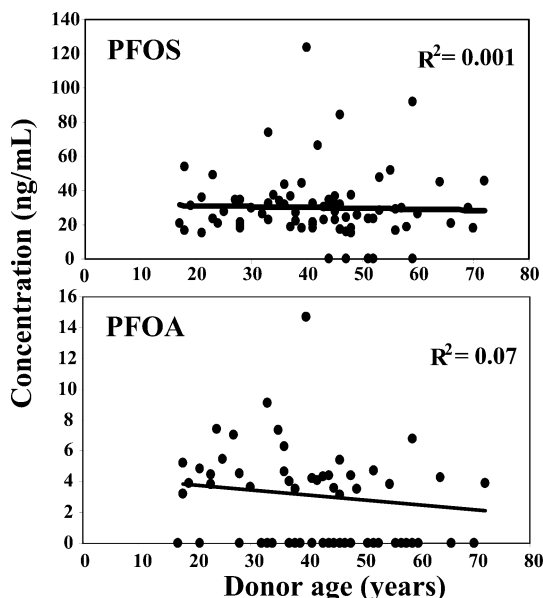 140
120
100
80
60
40
20
0
PFOS
R² = 0.001
0 10 20 30 40 50 60 70 80
Concentration (ng/mL)
16
14
12
10
8
6
4
2
0
PFOA
R² = 0.07
0 10 20 30 40 50 60 70 80
Donor age (years)